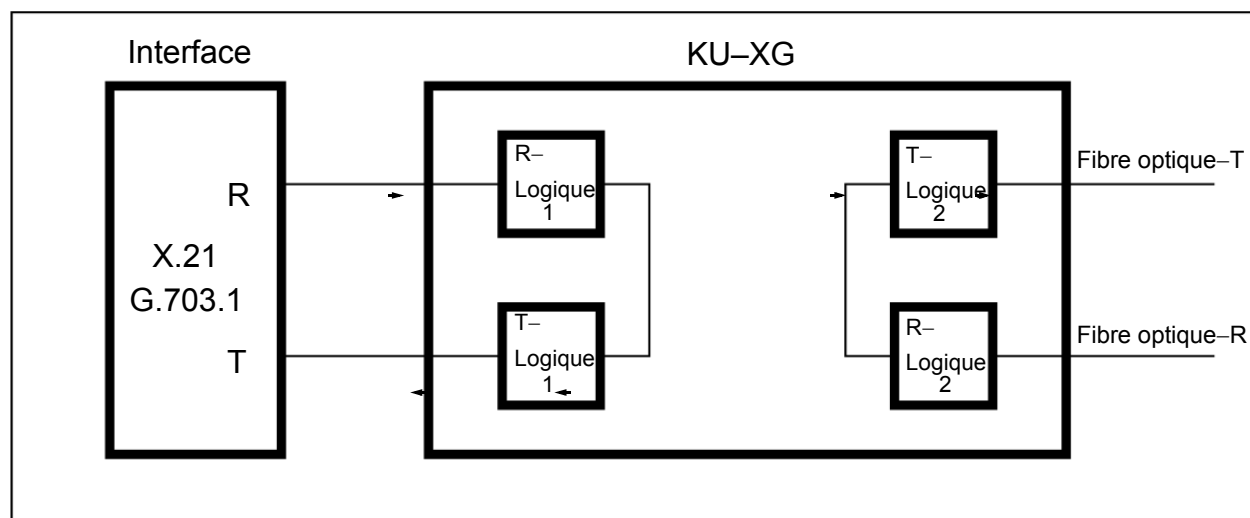 Interface
KU–XG
R
X.21
G.703.1
T
R–
Logique
1
T–
Logique
1
T–
Logique
2
R–
Logique
2
Fibre optique–T
Fibre optique–R